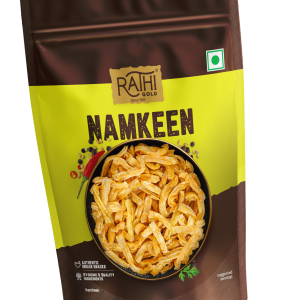 RATHI
GOLD
NAMKEEN
AUTHENTIC
INDIAN SNACKS
HYGIENIC & QUALITY
INGREDIENTS